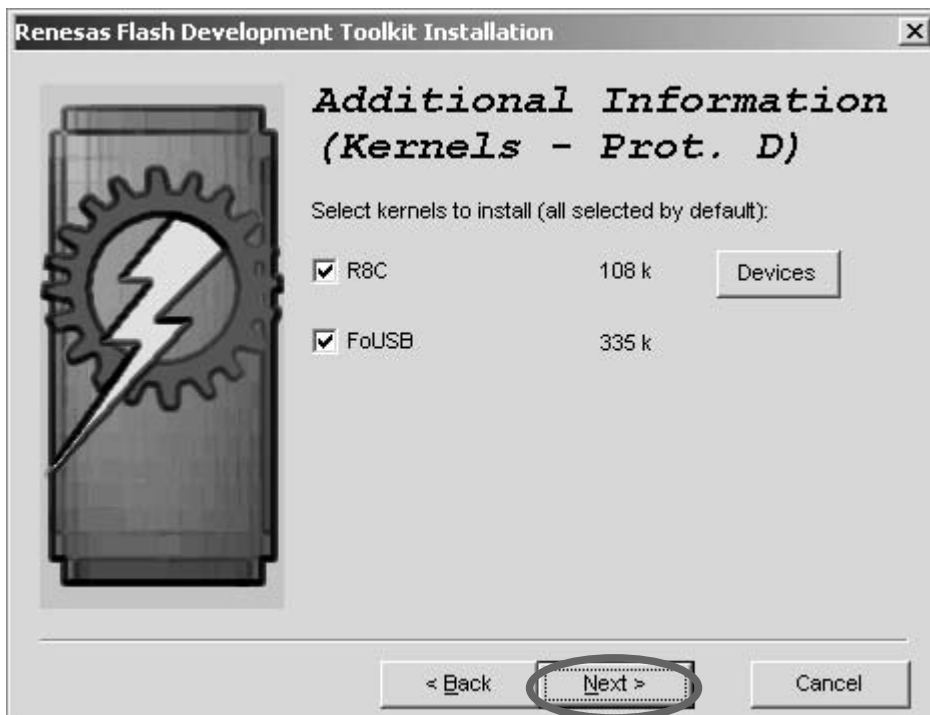 Renesas Flash Development Toolkit Installation
Additional Information
(Kernels - Prot. D)
Select kernels to install (all selected by default):
R8C 108 k Devices
FoUSB 335 k
< Back Next > Cancel